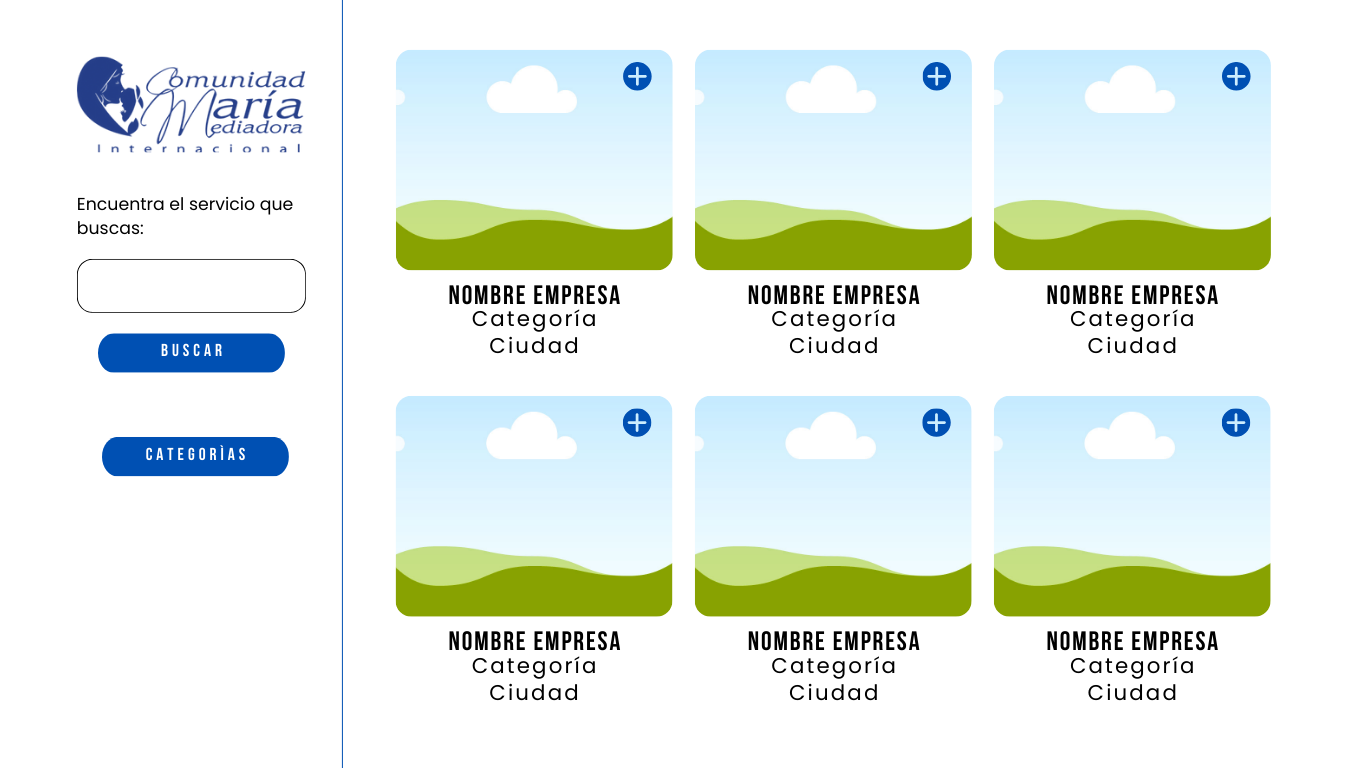 Comunidad
María
Mediadora
Internacional
Encuentra el servicio que
buscas:
BUSCAR
CATEGORÌAS
NOMBRE EMPRESA
Categoría
Ciudad
NOMBRE EMPRESA
Categoría
Ciudad
NOMBRE EMPRESA
Categoría
Ciudad
NOMBRE EMPRESA
Categoría
Ciudad
NOMBRE EMPRESA
Categoría
Ciudad
NOMBRE EMPRESA
Categoría
Ciudad